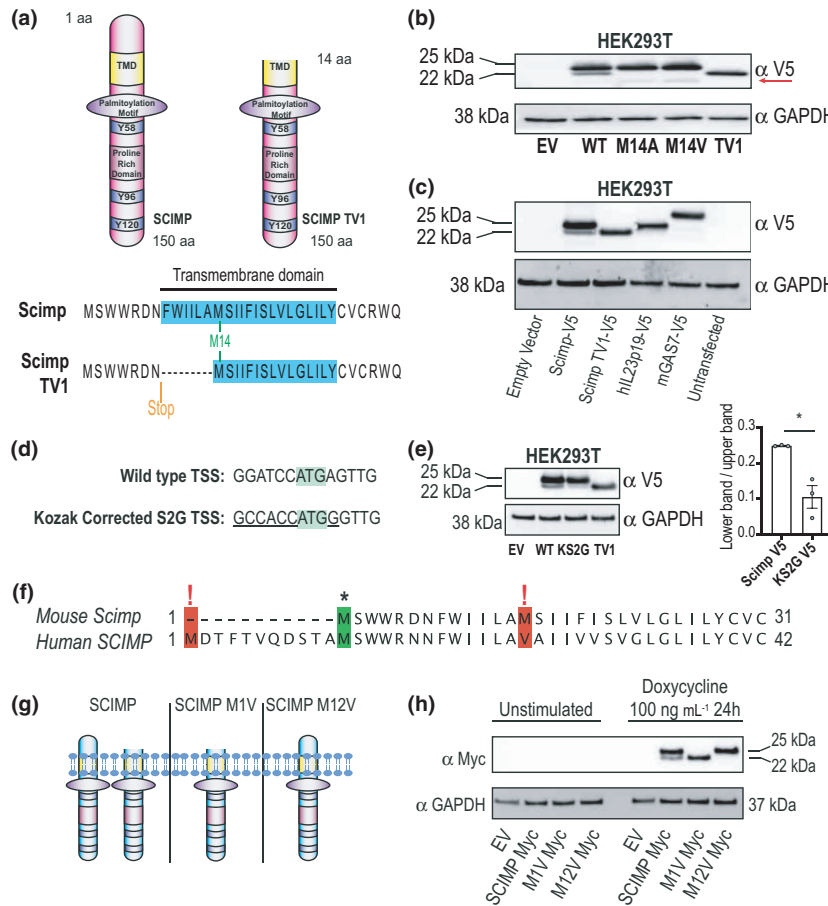 (a)
1 aa
14 aa
TMD
TMD
Palmitoylation
Motif
Palmitoylation
Motif
Y58
Y58
Proline
Rich
Domain
Proline
Rich
Domain
Y96
Y96
Y120
Y120
SCIMP
SCIMP TV1
150 aa
150 aa
Transmembrane domain
Scimp MSWWRDNFWIILAMSIIFISLVLGLILYCVCRWQ
M14
Scimp
TV1 MSWWRDN--------MSIIFISLVLGLILYCVCRWQ
Stop
(b)
HEK293T
25 kDa
22 kDa
α V5
38 kDa
α GAPDH
EV WT M14A M14V TV1
(c)
HEK293T
25 kDa
22 kDa
α V5
38 kDa
α GAPDH
Empty Vector
Scimp-V5
Scimp TV1-V5
hIL23p19-V5
mGAS7-V5
Untransfected
(d)
Wild type TSS: GGATCCATGAGTTG
Kozak Corrected S2G TSS: GCCACCATGGGTTG
(e)
HEK293T
25 kDa
22 kDa
α V5
38 kDa
α GAPDH
EV WT KS2G TV1
Lower band / upper band
0.3
0.2
0.1
0.0
*
Scimp V5
KS2G V5
(f)
! * !
Mouse Scimp 1 - - - - - - - - - - - MSWWRDNFWIILAMSIIFISLVLGLILYCVC 31
Human SCIMP 1 MDTFTVQDSTAMSWWRNNFWIILAVAIIVVSVGLGLILYCVC 42
(g)
SCIMP
SCIMP M1V
SCIMP M12V
(h)
Doxycycline
Unstimulated 100 ng mL⁻¹ 24h
α Myc
25 kDa
22 kDa
α GAPDH
37 kDa
EV
SCIMP Myc
M1V Myc
M12V Myc
EV
SCIMP Myc
M1V Myc
M12V Myc